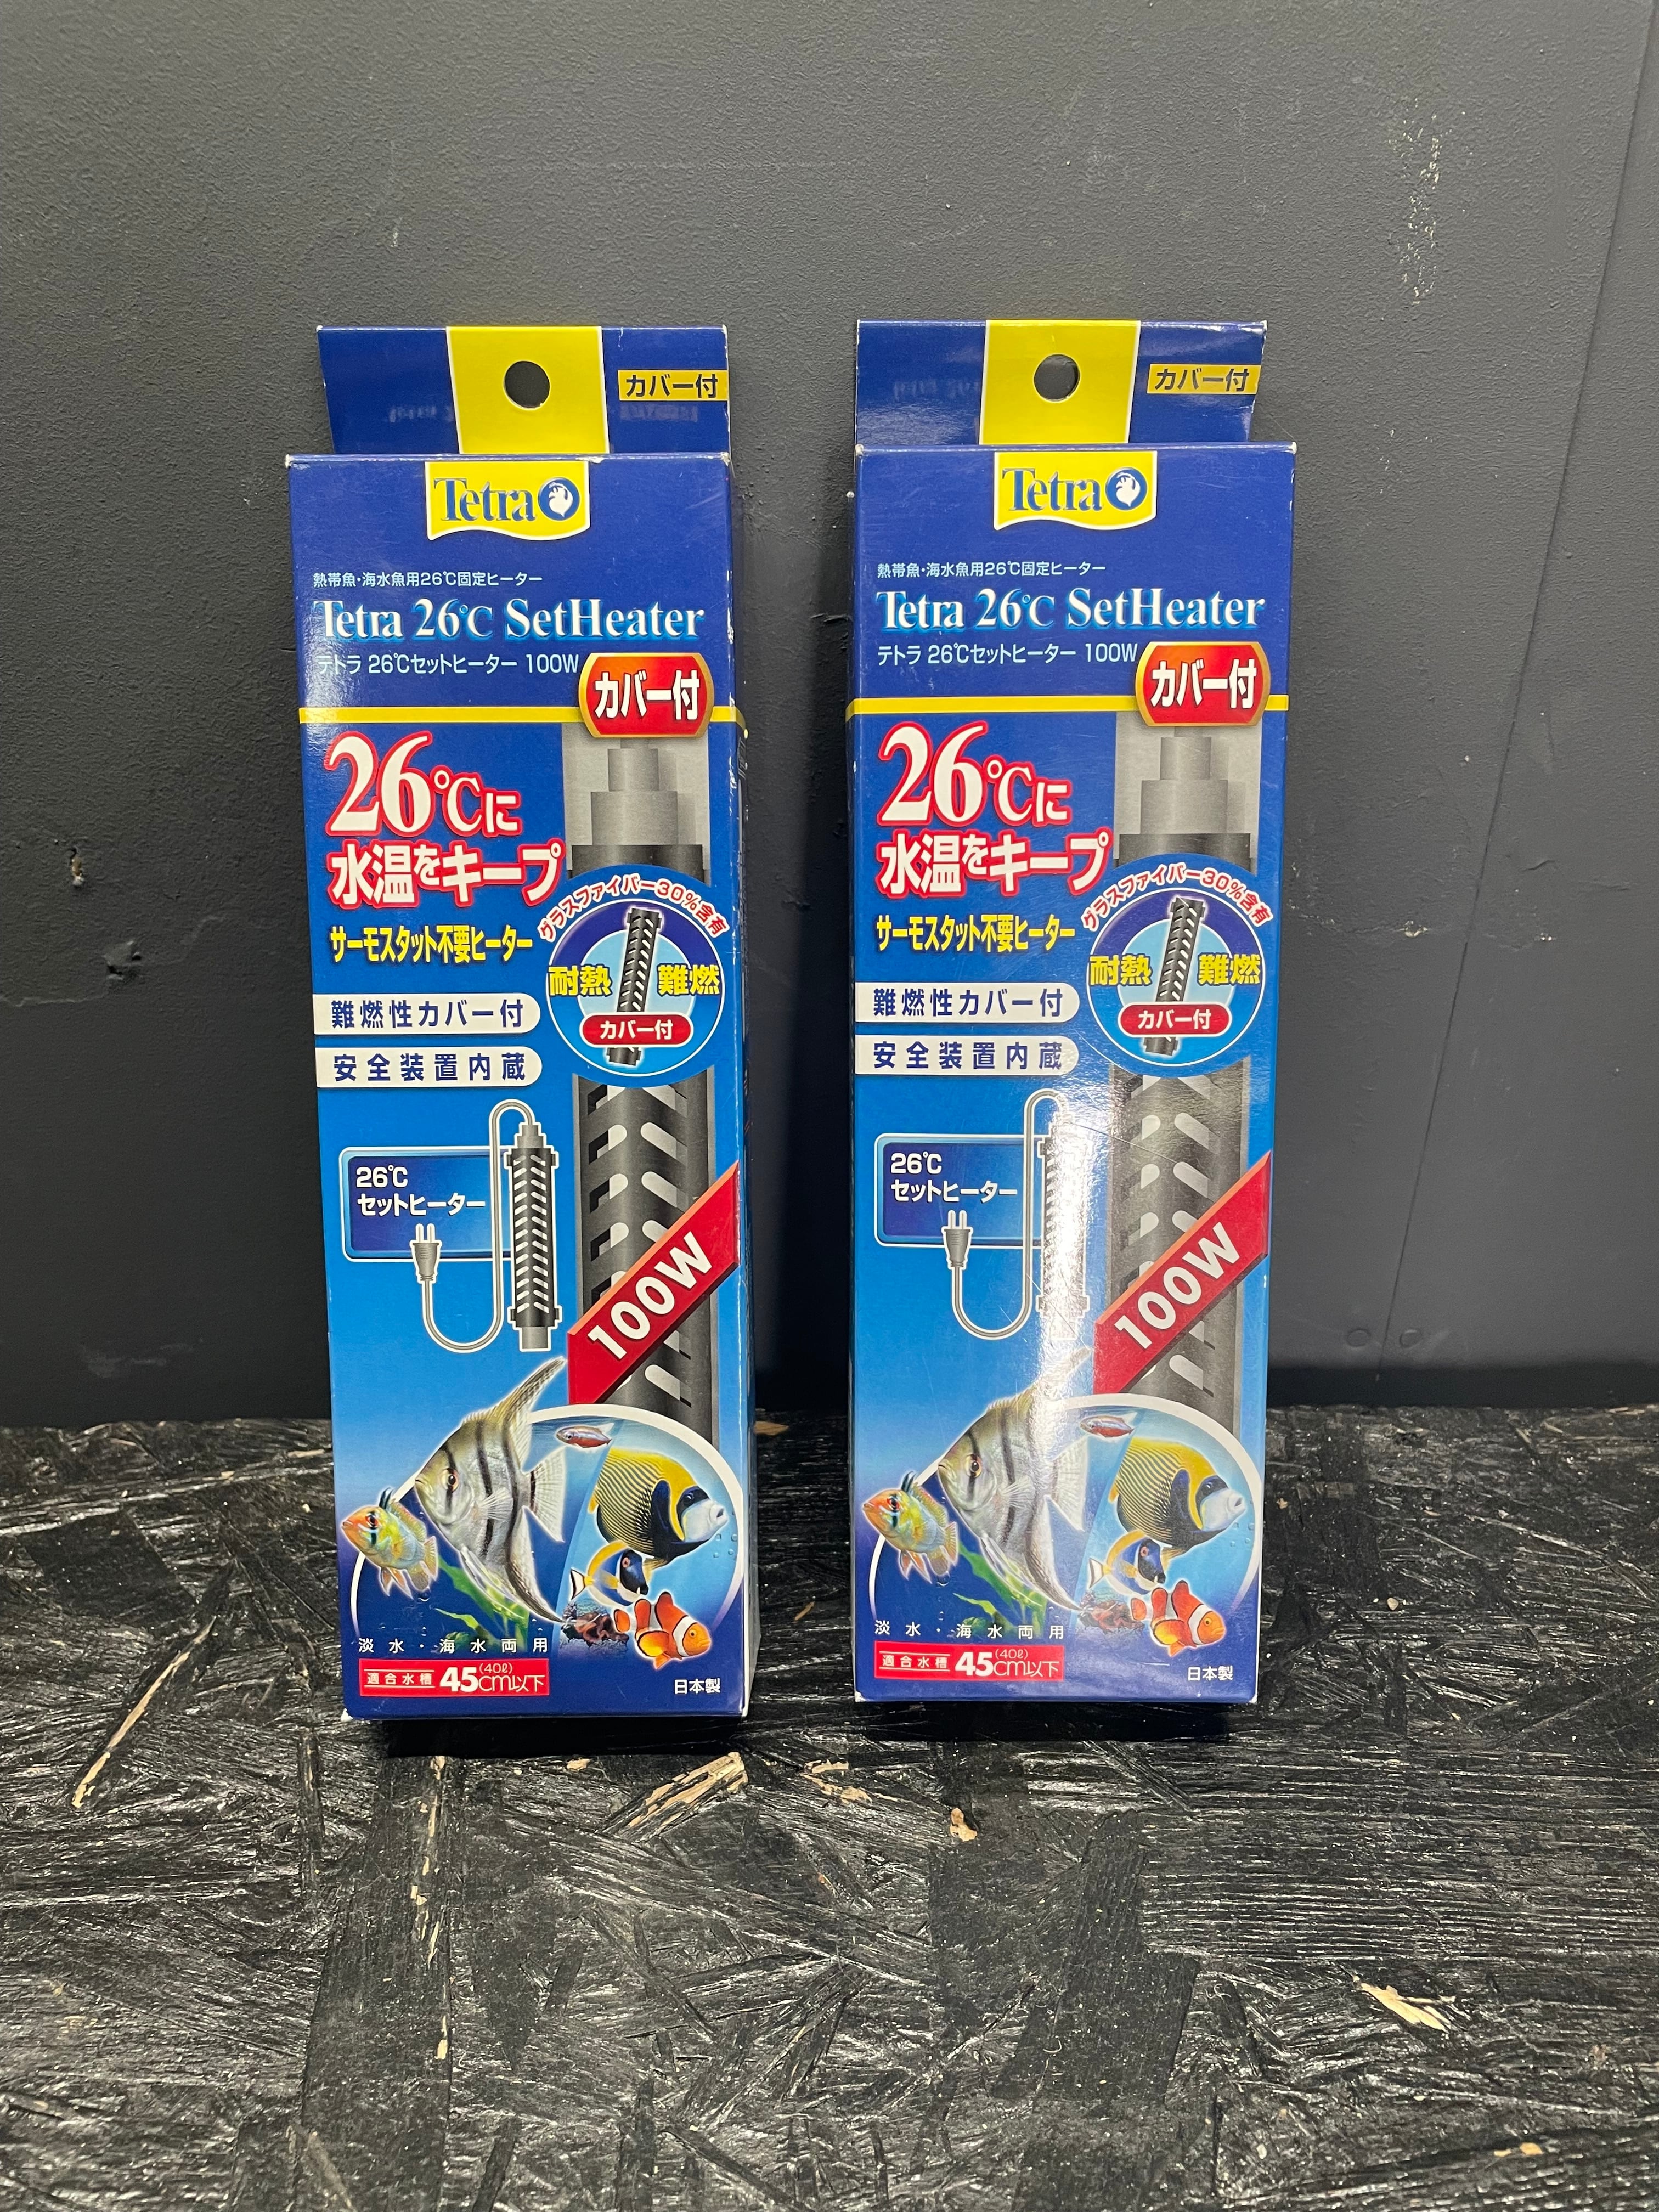 カバー付
Tetra
熱帯魚・海水魚用26℃固定ヒーター
Tetra 26℃ SetHeater
テトラ 26℃セットヒーター 100W
カバー付
26℃に
水温をキープ
サーモスタット不要ヒーター
グラスファイバー30%含有
耐熱 難燃
カバー付
難燃性カバー付
安全装置内蔵
26℃
セットヒーター
100W
淡水・海水両用
適合水槽 45cm以下 (40ℓ)
日本製
カバー付
Tetra
熱帯魚・海水魚用26℃固定ヒーター
Tetra 26℃ SetHeater
テトラ 26℃セットヒーター 100W
カバー付
26℃に
水温をキープ
サーモスタット不要ヒーター
グラスファイバー30%含有
耐熱 難燃
カバー付
難燃性カバー付
安全装置内蔵
26℃
セットヒーター
100W
淡水・海水両用
適合水槽 45cm以下 (40ℓ)
日本製